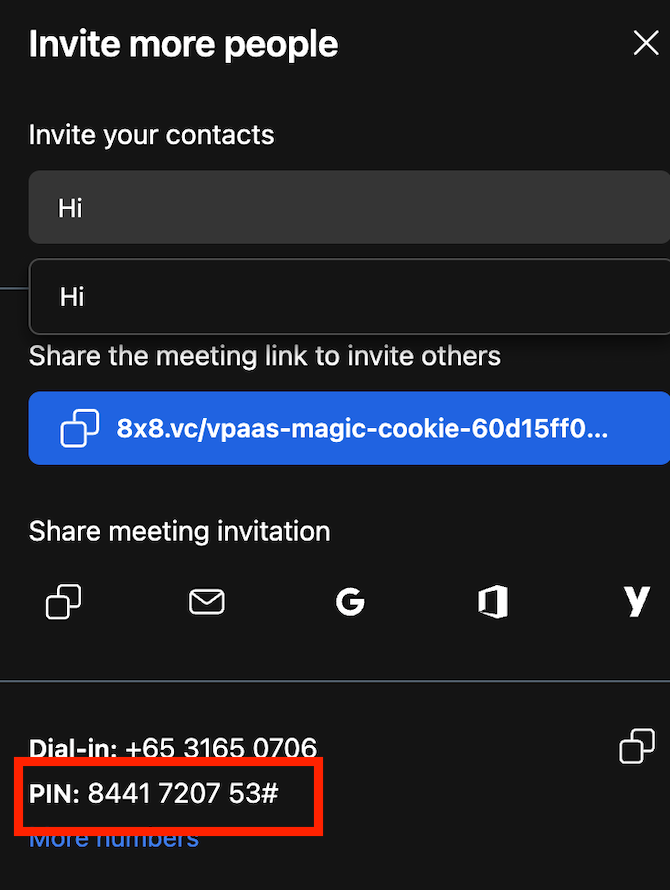 Invite more people
Invite your contacts
Hi
Hi
Share the meeting link to invite others
8x8.vc/vpaas-magic-cookie-60d15ff0...
Share meeting invitation
Dial-in: +65 3165 0706
PIN: 8441 7207 53#
More numbers